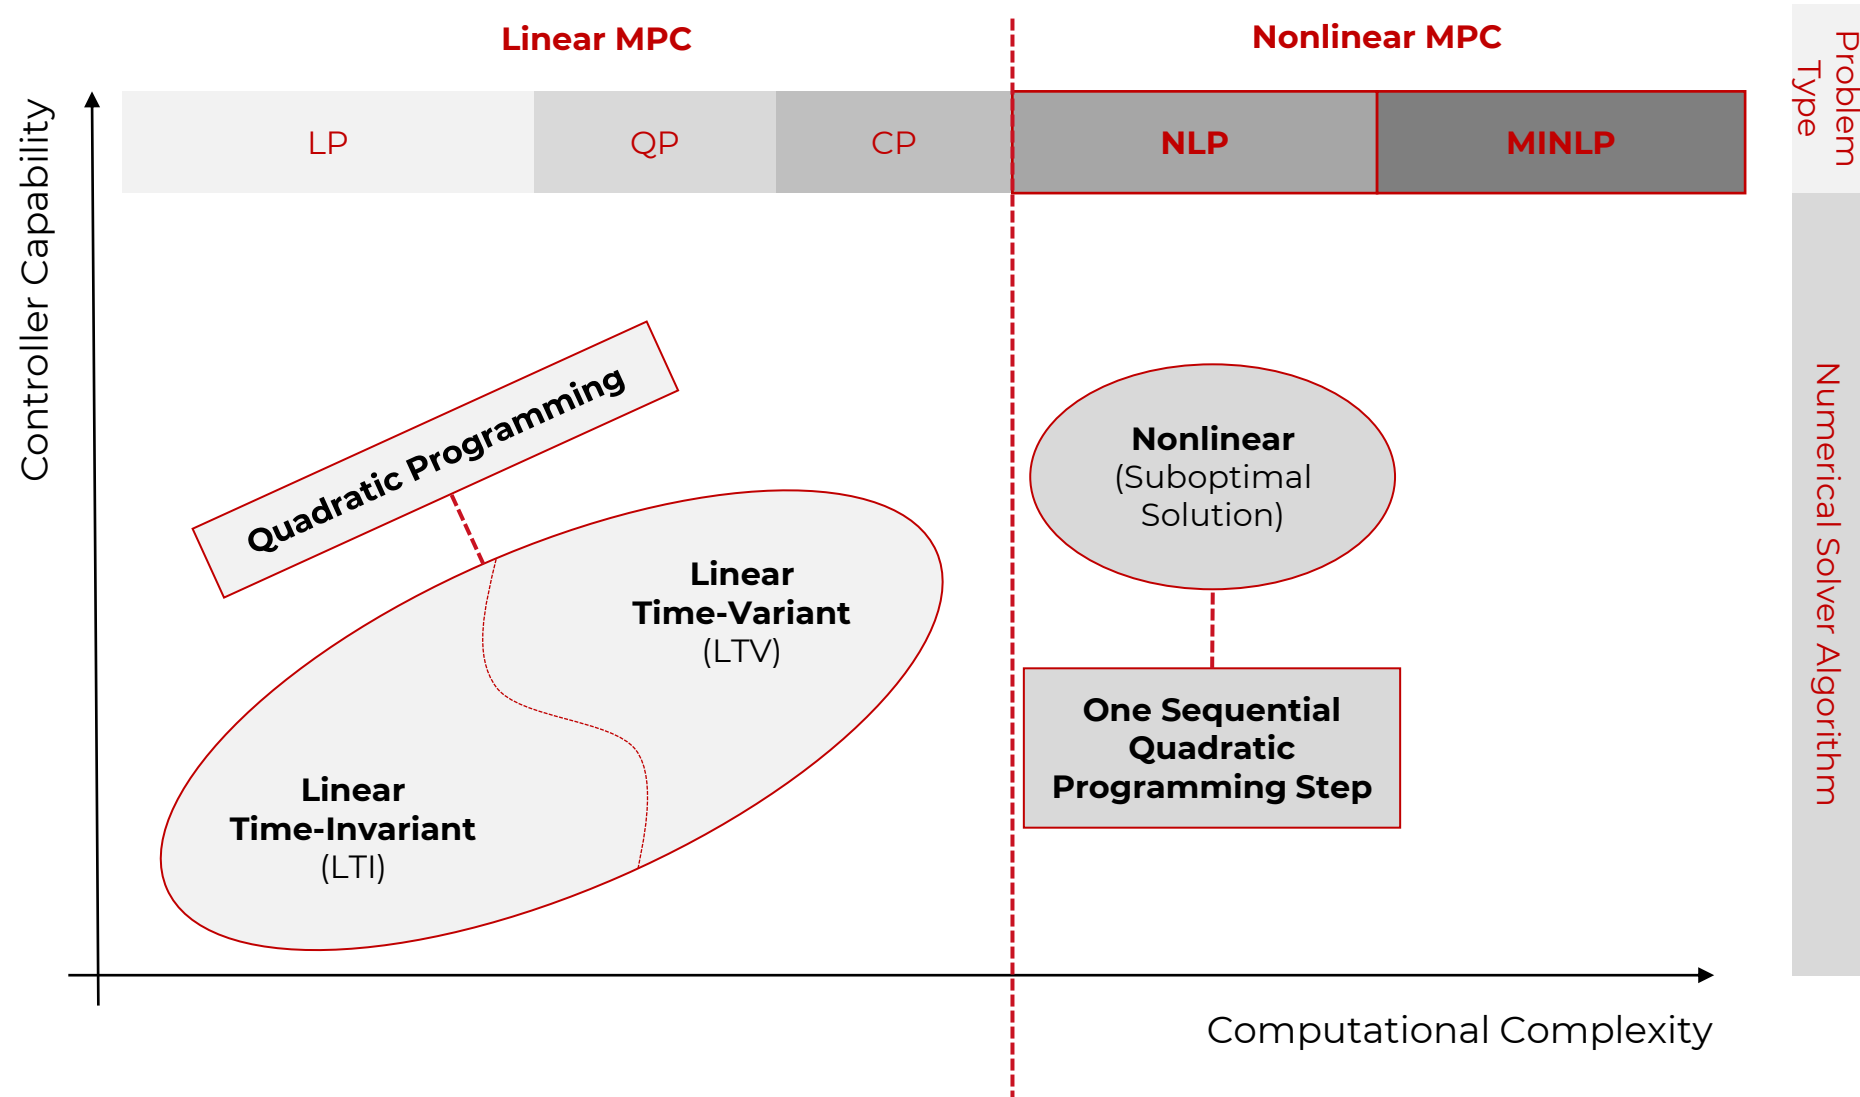 Linear MPC
Nonlinear MPC
Problem
Type
Controller Capability
LP
QP
CP
NLP
MINLP
Quadratic Programming
Linear
Time-Variant
(LTV)
Linear
Time-Invariant
(LTI)
Nonlinear
(Suboptimal
Solution)
One Sequential
Quadratic
Programming Step
Numerical Solver Algorithm
Computational Complexity